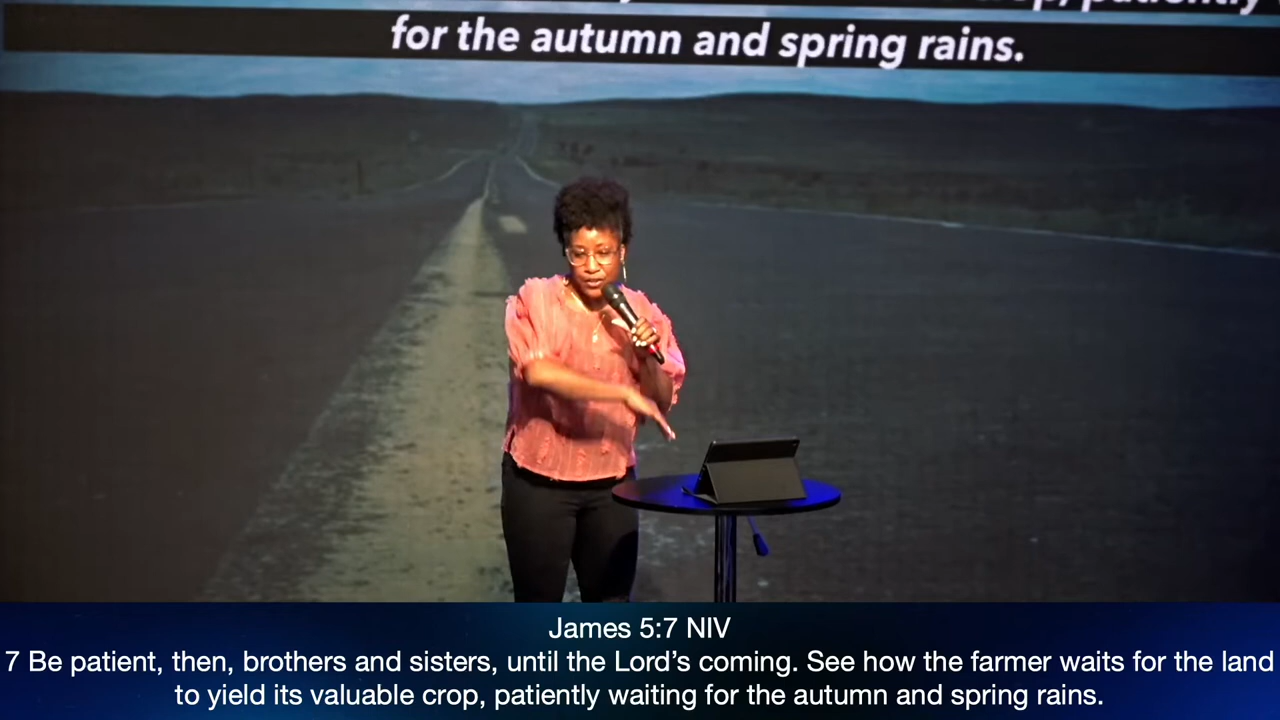 for the autumn and spring rains.
James 5:7 NIV
7 Be patient, then, brothers and sisters, until the Lord’s coming. See how the farmer waits for the land
to yield its valuable crop, patiently waiting for the autumn and spring rains.